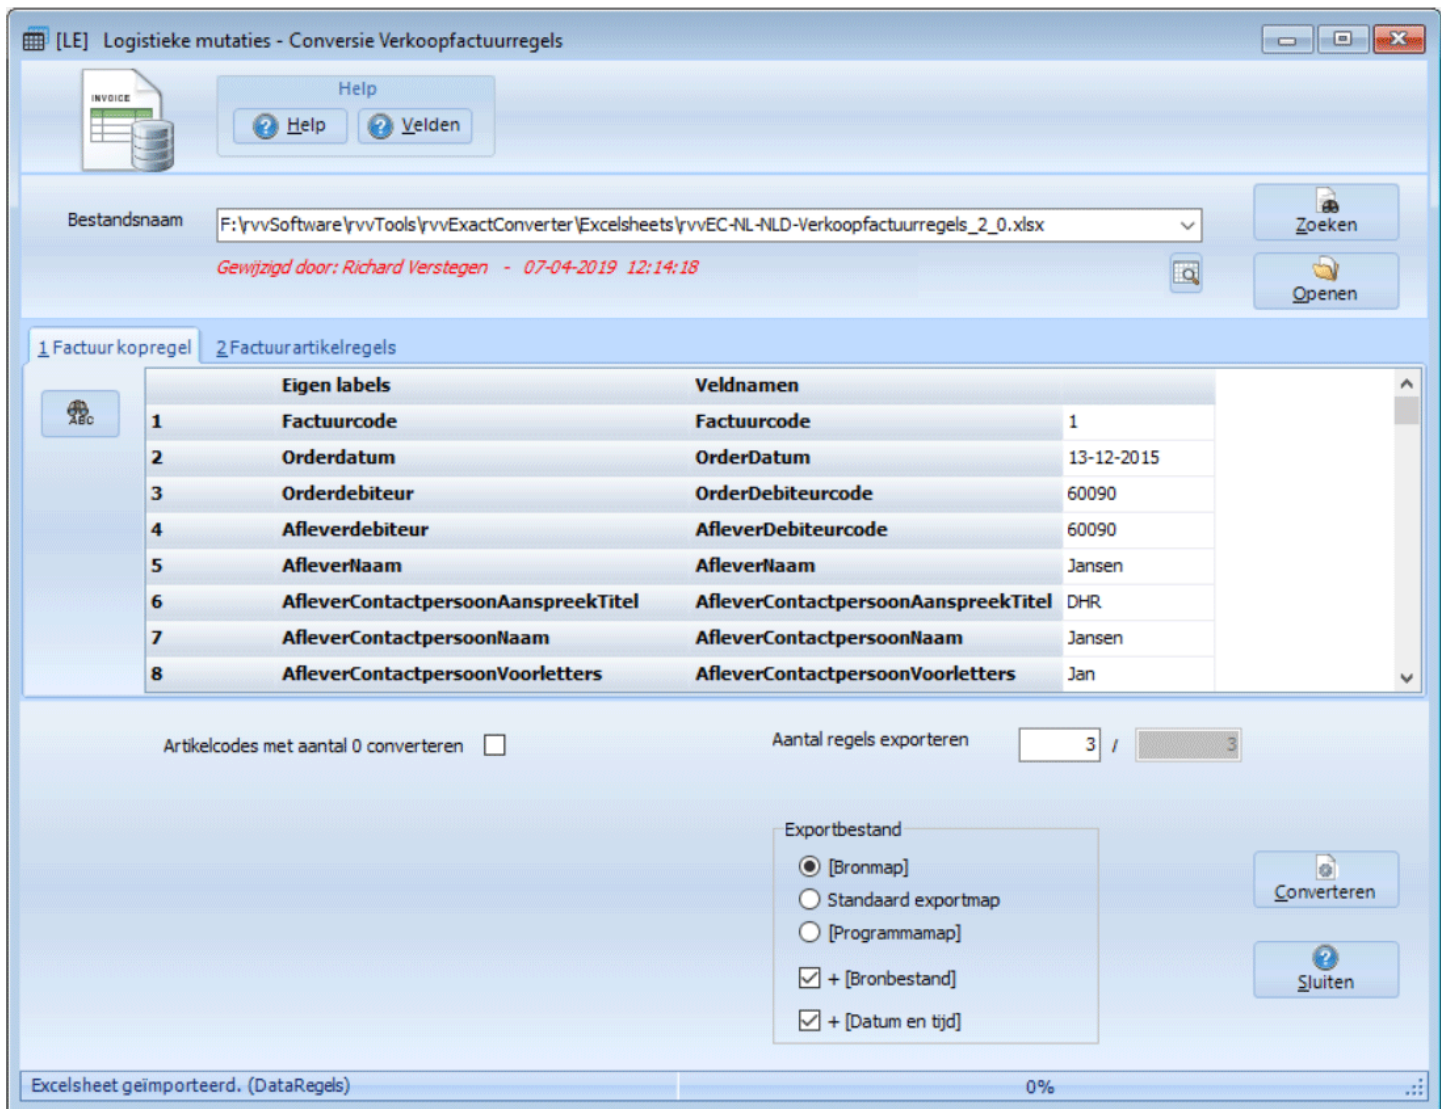 [LE] Logistieke mutaties - Conversie Verkoopfactuurregels
INVOICE
Help
Help Velden
Bestandsnaam F:\rvvSoftware\rvvTools\rvvExactConverter\Excelsheets\rvvEC-NL-NLD-Verkoopfactuurregels_2_0.xlsx
Zoeken
Gewijzigd door: Richard Verstegen - 07-04-2019 12:14:18
Openen
1 Factuur kopregel 2 Factuurartikelregels
ABC
Eigen labels Veldnamen
1 Factuurcode Factuurcode 1
2 Orderdatum OrderDatum 13-12-2015
3 Orderdebiteur OrderDebiteurcode 60090
4 Afleverdebiteur AfleverDebiteurcode 60090
5 AfleverNaam AfleverNaam Jansen
6 AfleverContactpersoonAanspreekTitel AfleverContactpersoonAanspreekTitel DHR
7 AfleverContactpersoonNaam AfleverContactpersoonNaam Jansen
8 AfleverContactpersoonVoorletters AfleverContactpersoonVoorletters Jan
Artikelcodes met aantal 0 converteren
Aantal regels exporteren 3 / 3
Exportbestand
[Bronmap]
Standaard exportmap
[Programmamap]
+ [Bronbestand]
+ [Datum en tijd]
Converteren
Sluiten
Excelsheet geïmporteerd. (DataRegels) 0%